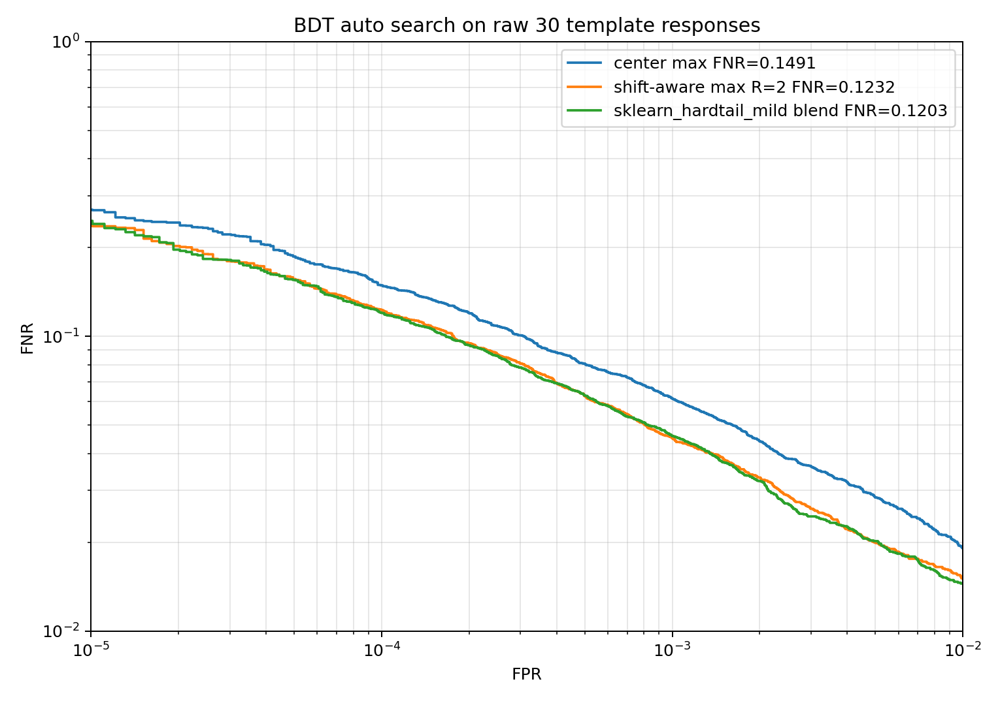 BDT auto search on raw 30 template responses
center max FNR=0.1491
shift-aware max R=2 FNR=0.1232
sklearn_hardtail_mild blend FNR=0.1203
10⁰
10⁻¹
10⁻²
FNR
10⁻⁵ 10⁻⁴ 10⁻³ 10⁻²
FPR